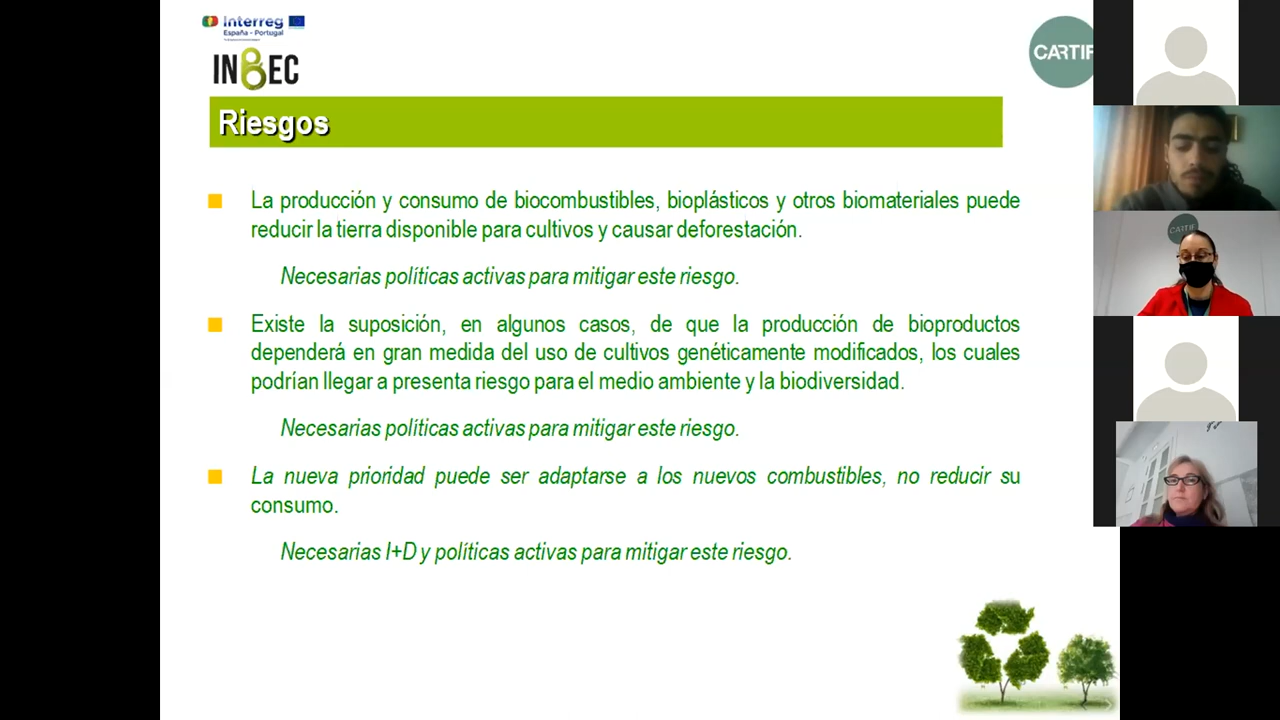 Interreg
España - Portugal
INBEC
CARTIF
Riesgos
La producción y consumo de biocombustibles, bioplásticos y otros biomateriales puede
reducir la tierra disponible para cultivos y causar deforestación.
Necesarias políticas activas para mitigar este riesgo.
Existe la suposición, en algunos casos, de que la producción de bioproductos
dependerá en gran medida del uso de cultivos genéticamente modificados, los cuales
podrían llegar a presenta riesgo para el medio ambiente y la biodiversidad.
Necesarias políticas activas para mitigar este riesgo.
La nueva prioridad puede ser adaptarse a los nuevos combustibles, no reducir su
consumo.
Necesarias I+D y políticas activas para mitigar este riesgo.
CARTIF